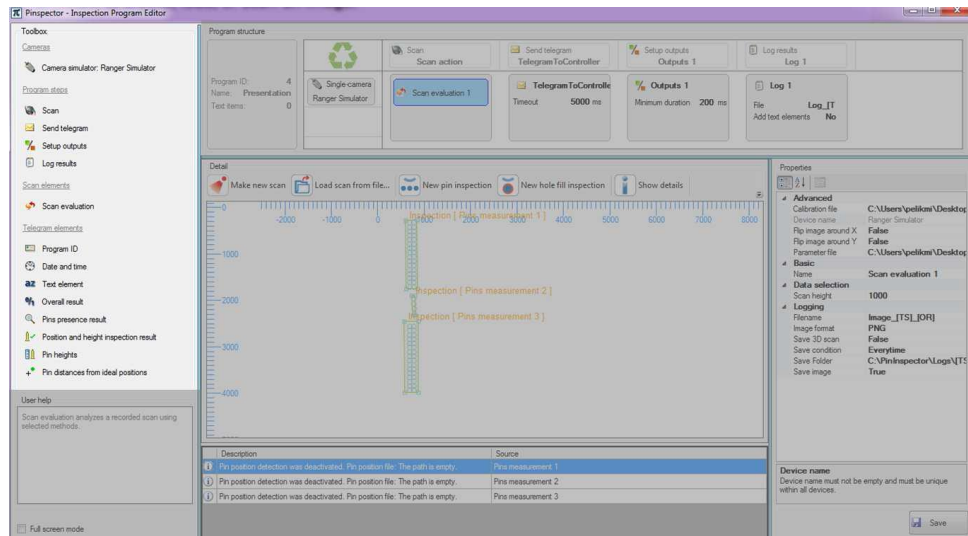 Pinspector - Inspection Program Editor
Toolbox
Cameras
Camera simulator: Ranger Simulator
Program steps
Scan
Send telegram
Setup outputs
Log results
Scan elements
Scan evaluation
Telegram elements
Program ID
Date and time
Text element
Overall result
Pins presence result
Position and height inspection result
Pin heights
Pin distances from ideal positions
User help
Scan evaluation analyzes a recorded scan using
selected methods.
Full screen mode
Program structure
Program ID: 4
Name: Presentation
Text items: 0
Single camera
Ranger Simulator
Scan
Scan action
Scan evaluation 1
Send telegram
TelegramToController
TelegramToControlle
Timeout 5000 ms
Setup outputs
Outputs 1
Outputs 1
Minimum duration 200 ms
Log results
Log 1
Log 1
File Log_[T
Add text elements No
Detail
Make new scan
Load scan from file...
New pin inspection
New hole fill inspection
Show details
0
-2000 -1000 0 1000 2000 3000 4000 5000 6000 7000 8000
1000
2000
3000
4000
Inspection [ Pins measurement 1 ]
Inspection [ Pins measurement 2 ]
Inspection [ Pins measurement 3 ]
Description Source
Pin position detection was deactivated. Pin position file: The path is empty. Pins measurement 1
Pin position detection was deactivated. Pin position file: The path is empty. Pins measurement 2
Pin position detection was deactivated. Pin position file: The path is empty. Pins measurement 3
Properties
Advanced
Calibration file C:\Users\pelikmi\Desktop
Device name Ranger Simulator
Flip image around X False
Flip image around Y False
Parameter file C:\Users\pelikmi\Desktop
Basic
Name Scan evaluation 1
Data selection
Scan height 1000
Logging
Filename Image_[TS]_[OR]
Image format PNG
Save 3D scan False
Save condition Everytime
Save Folder C:\PinInspector\Logs\[TS
Save image True
Device name
Device name must not be empty and must be unique
within all devices.
Save